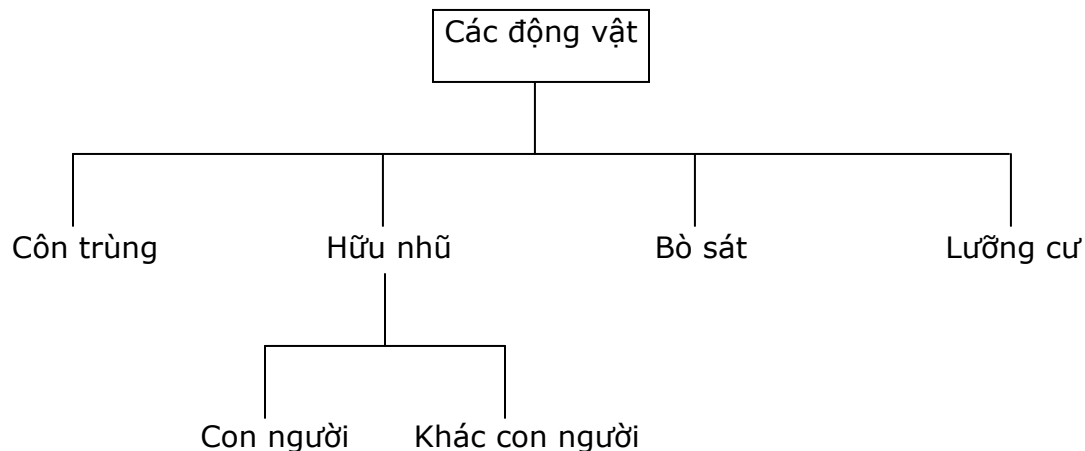 Các động vật
Côn trùng
Hữu nhũ
Bò sát
Lưỡng cư
Con người
Khác con người